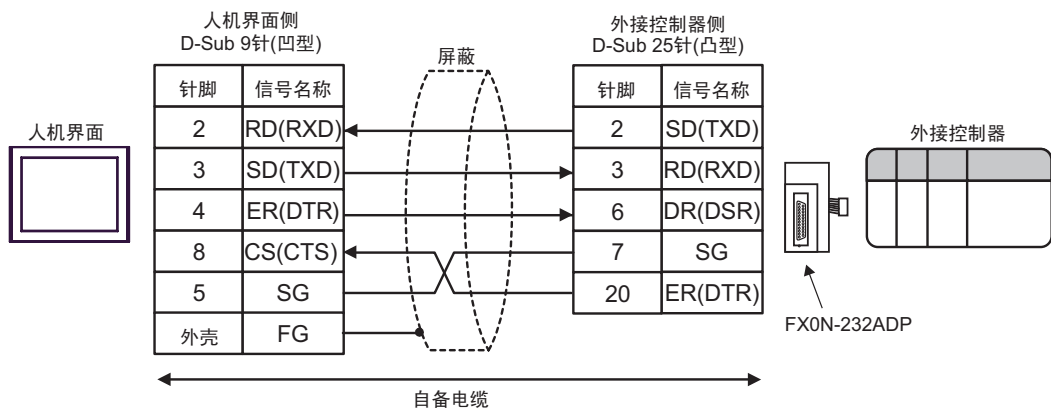 人机界面侧
D-Sub 9针(凹型)
外接控制器侧
D-Sub 25针(凸型)
屏蔽
针脚 信号名称
2 RD(RXD)
3 SD(TXD)
4 ER(DTR)
8 CS(CTS)
5 SG
外壳 FG
针脚 信号名称
2 SD(TXD)
3 RD(RXD)
6 DR(DSR)
7 SG
20 ER(DTR)
人机界面
外接控制器
FX0N-232ADP
自备电缆